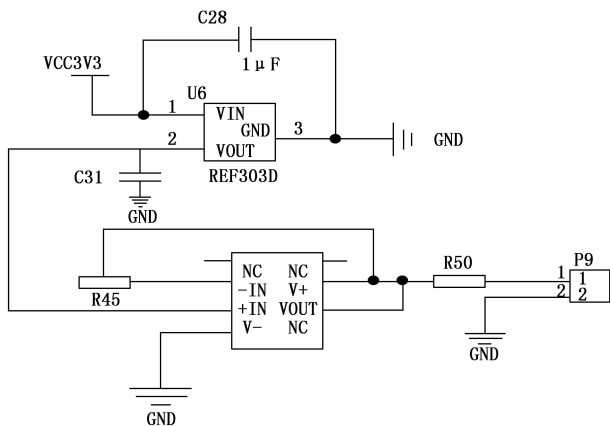 C28
VCC3V3
1μF
U6
1
VIN
GND
3
2
VOUT
GND
C31
REF303D
GND
P9
R50
NC
NC
1
1
-IN
V+
2
2
R45
+IN
VOUT
V-
NC
GND
GND